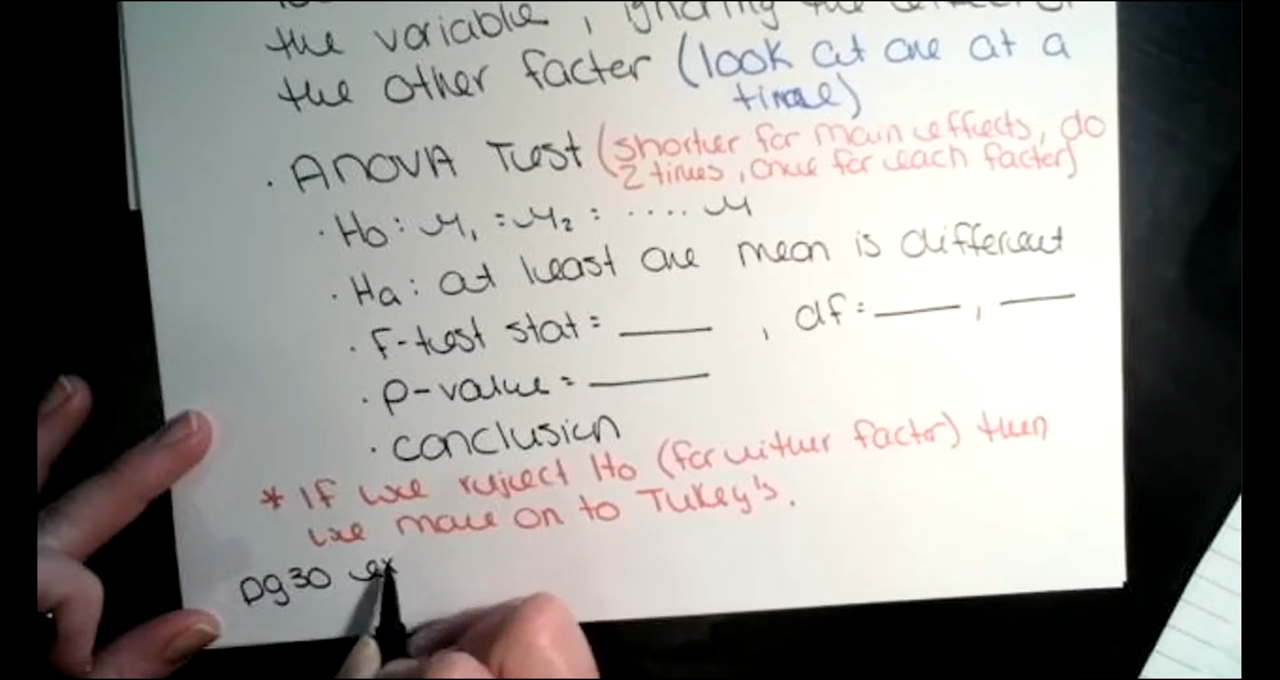 the variable, ignoring the
the other facter (look at one at a
time)
· ANOVA Test (shorter for main effects, do
2 times, once for each factor)
· Ho: μ₁ = μ₂ = .... μ
· Ha: at least one mean is different
· F-test stat = ____ , df = ____, ____
· p-value = ____
· conclusion
* If we reject Ho (for either factor) then
we move on to Tukey's.
pg30 ex